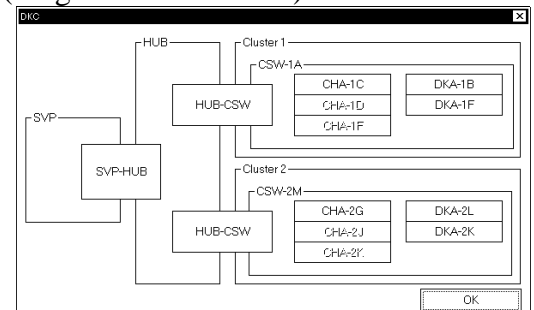 DKC
HUB
Cluster 1
CSW-1A
CHA-1C
DKA-1B
HUB-CSW
CHA-1D
DKA-1F
CHA-1F
SVP
SVP-HUB
Cluster 2
CSW-2M
CHA-2G
DKA-2L
HUB-CSW
CHA-2J
DKA-2K
CHA-2K
OK